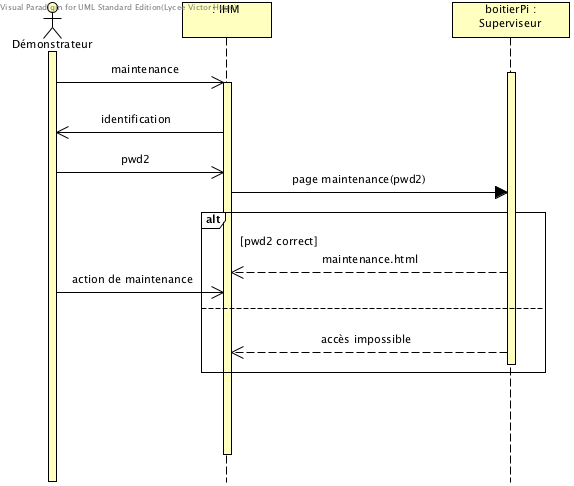 Visual Paradigm for UML Standard Edition(Lycee Victor
: IHM
boitierPi :
Superviseur
Démonstrateur
maintenance
identification
pwd2
page maintenance(pwd2)
alt
[pwd2 correct]
maintenance.html
action de maintenance
accès impossible